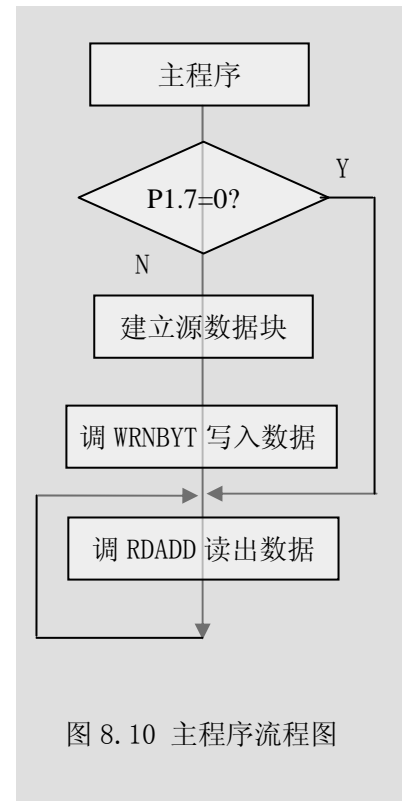 主程序
P1.7=0?
Y
N
建立源数据块
调 WRNBYT 写入数据
调 RDADD 读出数据
图 8.10 主程序流程图